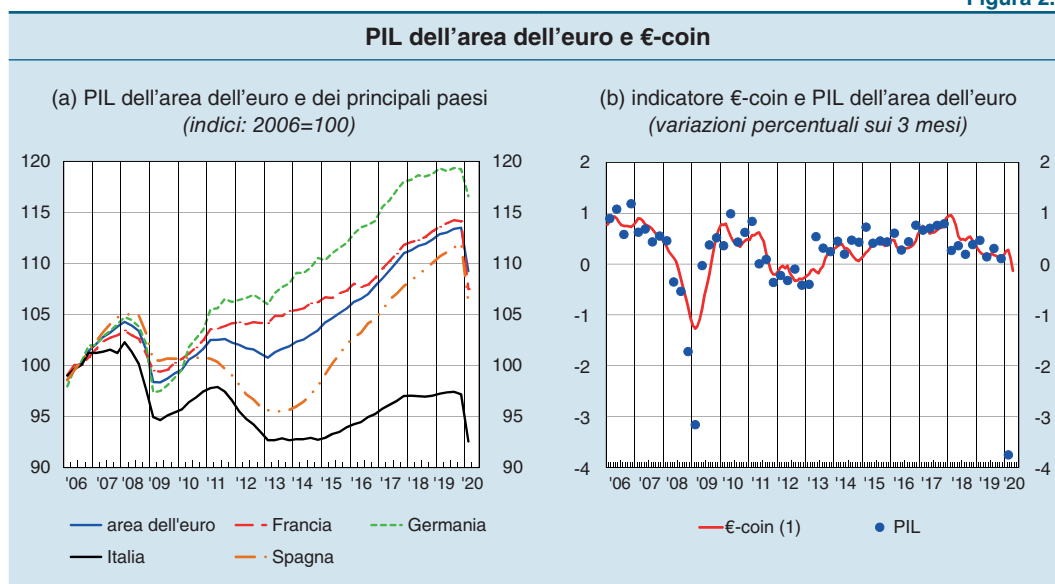 Figura 2.
PIL dell'area dell'euro e €-coin
(a) PIL dell'area dell'euro e dei principali paesi
(indici: 2006=100)
120 120
115 115
110 110
105 105
100 100
95 95
90 90
'06 '07 '08 '09 '10 '11 '12 '13 '14 '15 '16 '17 '18 '19 '20
area dell'euro Francia Germania
Italia Spagna
(b) indicatore €-coin e PIL dell'area dell'euro
(variazioni percentuali sui 3 mesi)
2 2
1 1
0 0
-1 -1
-2 -2
-3 -3
-4 -4
'06 '07 '08 '09 '10 '11 '12 '13 '14 '15 '16 '17 '18 '19 '20
€-coin (1) PIL